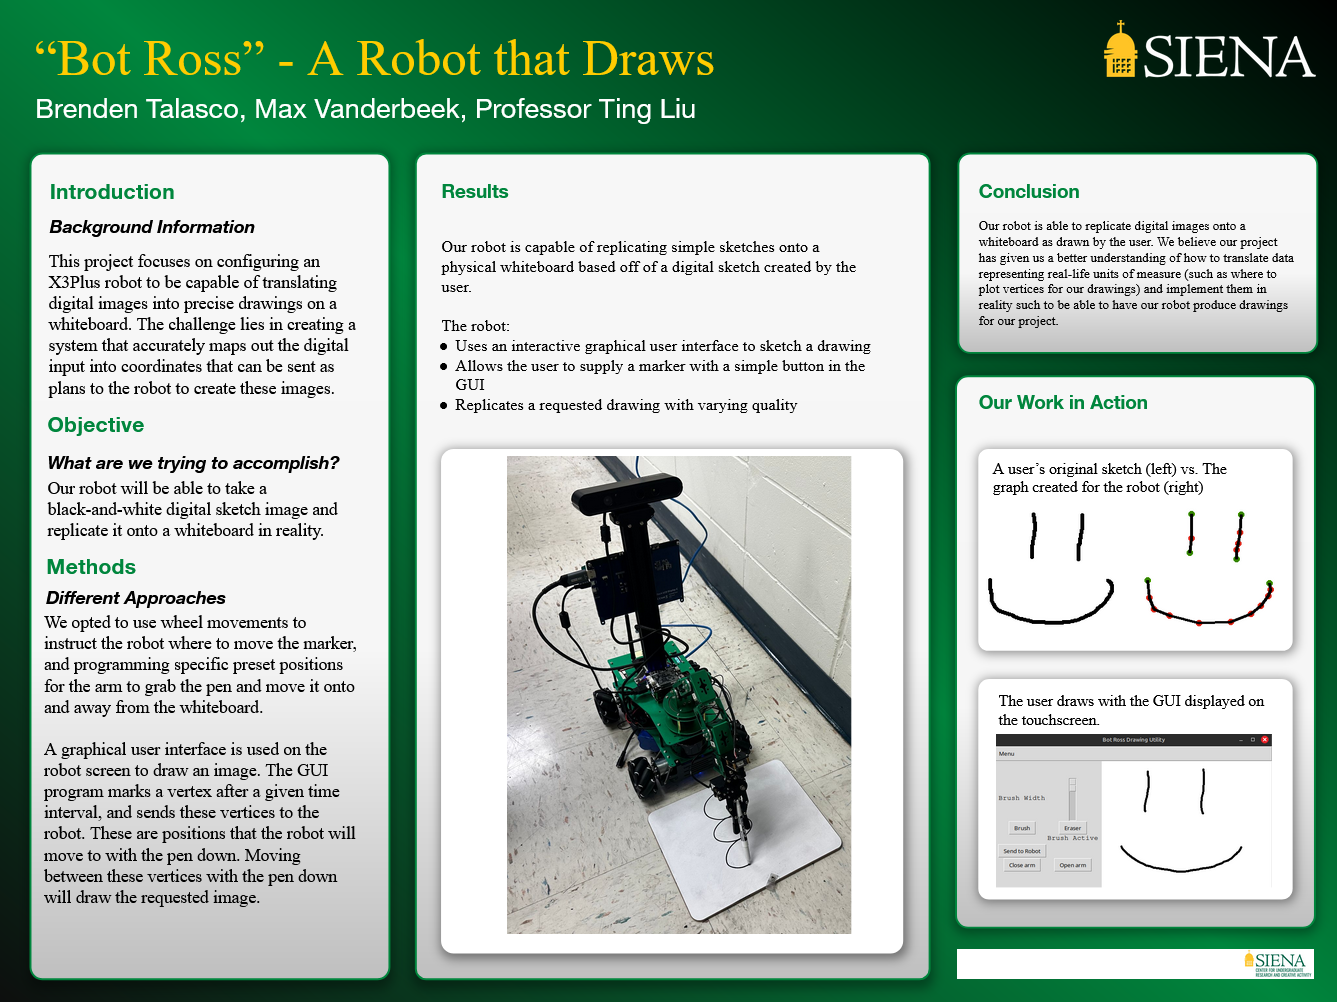 “Bot Ross” - A Robot that Draws
Brenden Talasco, Max Vanderbeek, Professor Ting Liu
SIENA
Introduction
Background Information
This project focuses on configuring an
X3Plus robot to be capable of translating
digital images into precise drawings on a
whiteboard. The challenge lies in creating a
system that accurately maps out the digital
input into coordinates that can be sent as
plans to the robot to create these images.
Objective
What are we trying to accomplish?
Our robot will be able to take a
black-and-white digital sketch image and
replicate it onto a whiteboard in reality.
Methods
Different Approaches
We opted to use wheel movements to
instruct the robot where to move the marker,
and programming specific preset positions
for the arm to grab the pen and move it onto
and away from the whiteboard.
A graphical user interface is used on the
robot screen to draw an image. The GUI
program marks a vertex after a given time
interval, and sends these vertices to the
robot. These are positions that the robot will
move to with the pen down. Moving
between these vertices with the pen down
will draw the requested image.
Results
Our robot is capable of replicating simple sketches onto a
physical whiteboard based off of a digital sketch created by the
user.
The robot:
● Uses an interactive graphical user interface to sketch a drawing
● Allows the user to supply a marker with a simple button in the
GUI
● Replicates a requested drawing with varying quality
Conclusion
Our robot is able to replicate digital images onto a
whiteboard as drawn by the user. We believe our project
has given us a better understanding of how to translate data
representing real-life units of measure (such as where to
plot vertices for our drawings) and implement them in
reality such to be able to have our robot produce drawings
for our project.
Our Work in Action
A user’s original sketch (left) vs. The
graph created for the robot (right)
The user draws with the GUI displayed on
the touchscreen.
Bot Ross Drawing Utility
Menu
Brush Width
Brush
Eraser
Brush Active
Send to Robot
Close arm
Open arm
SIENA
CENTER FOR UNDERGRADUATE
RESEARCH AND CREATIVE ACTIVITY